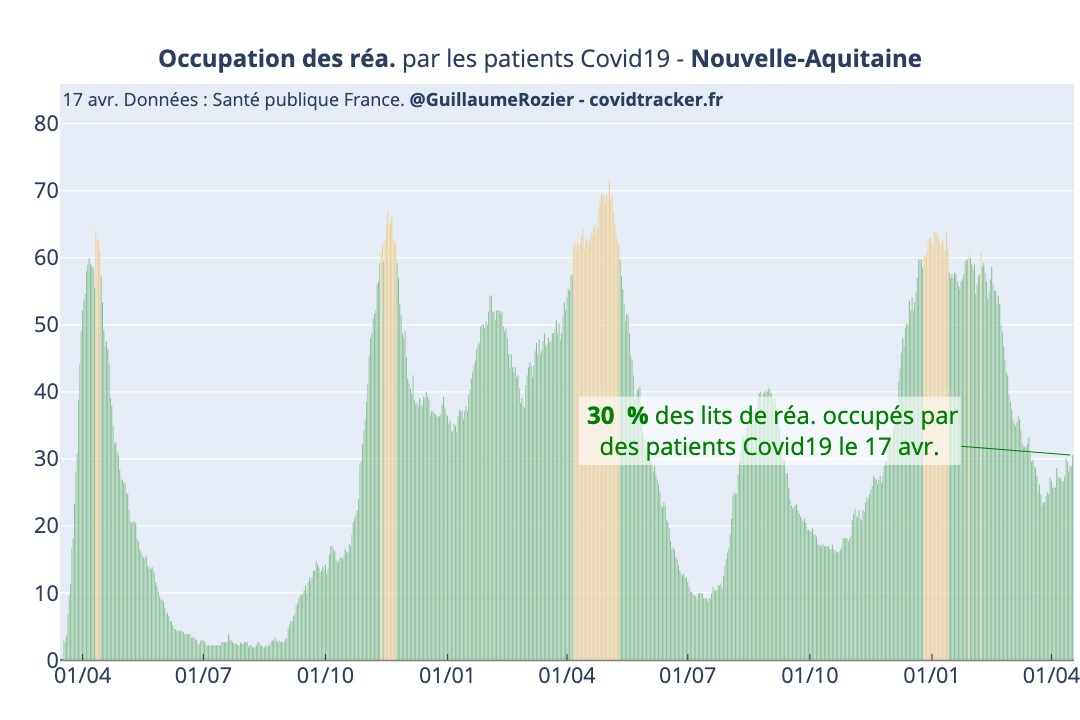 Occupation des réa. par les patients Covid19 - Nouvelle-Aquitaine
17 avr. Données : Santé publique France. @GuillaumeRozier - covidtracker.fr
80
70
60
50
40
30
20
10
0
30 % des lits de réa. occupés par
des patients Covid19 le 17 avr.
01/04 01/07 01/10 01/01 01/04 01/07 01/10 01/01 01/04